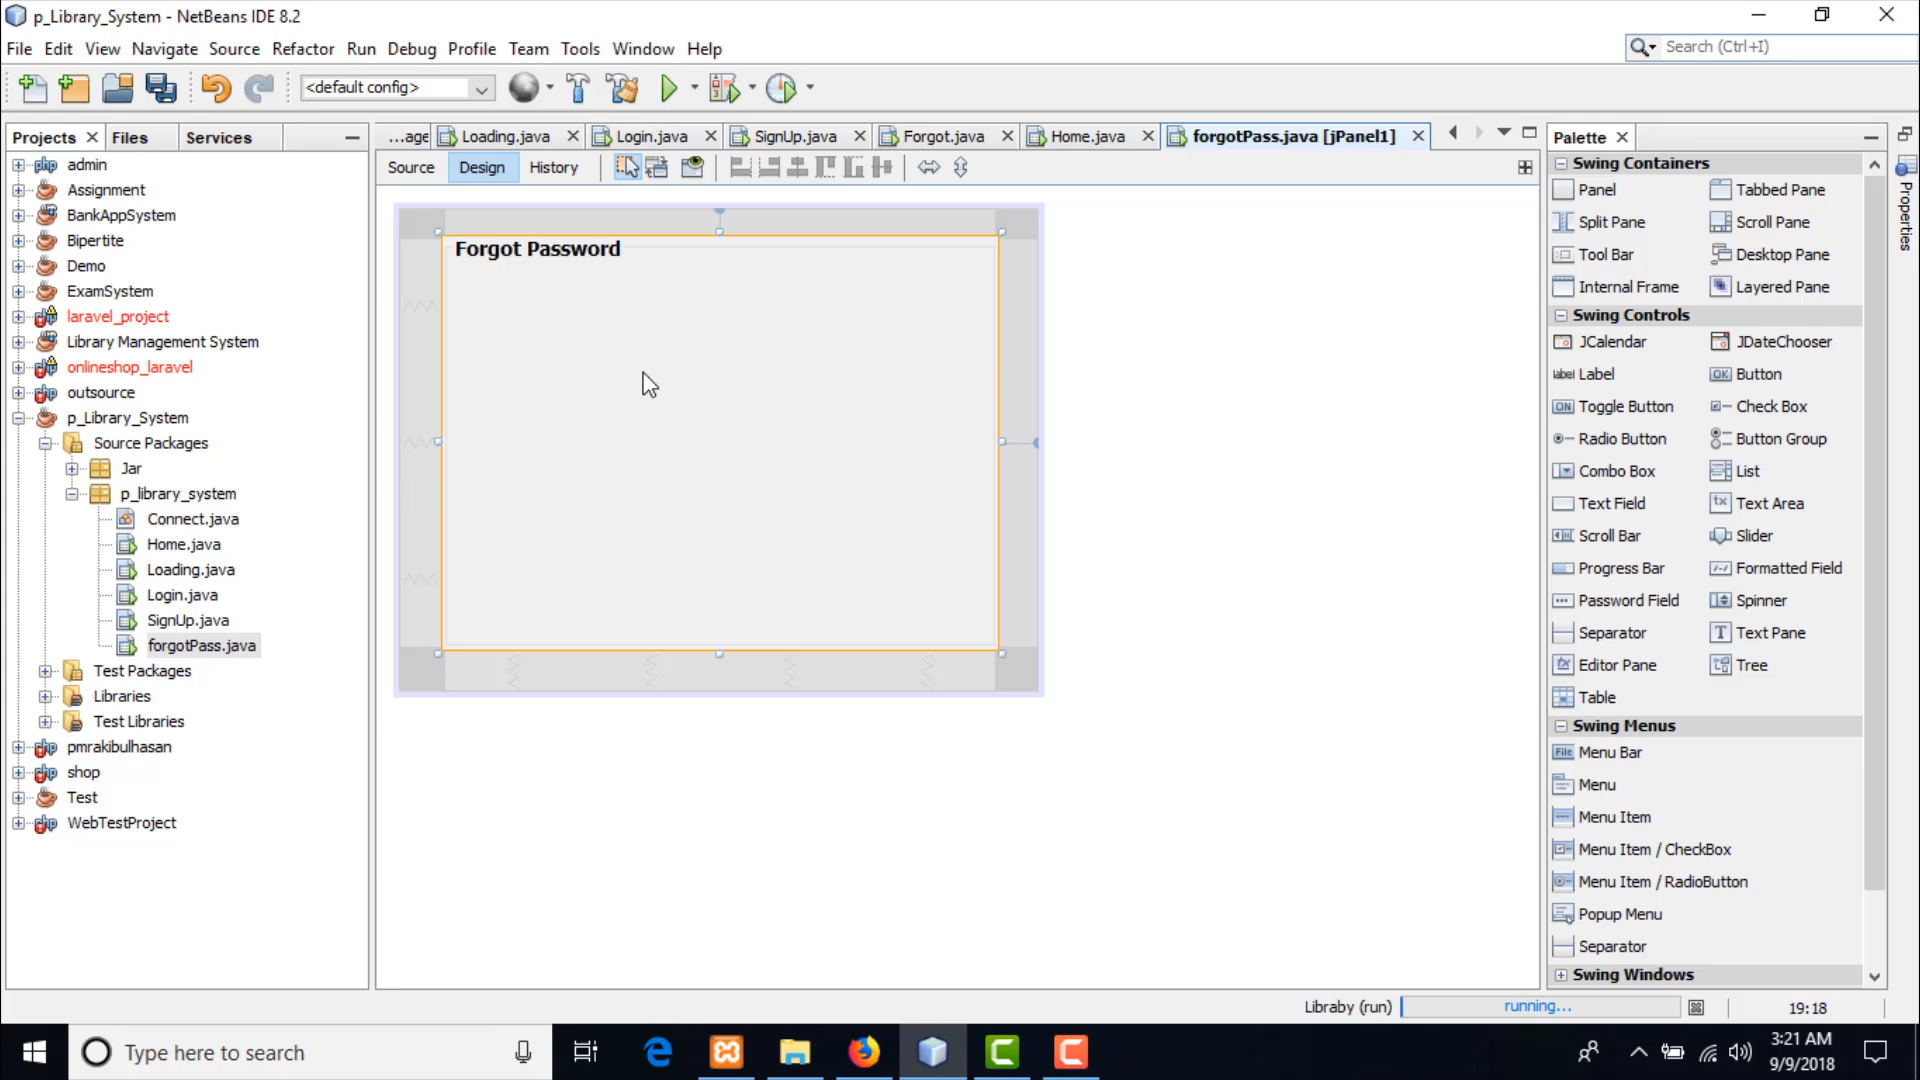 p_Library_System - NetBeans IDE 8.2
File Edit View Navigate Source Refactor Run Debug Profile Team Tools Window Help
Search (Ctrl+I)
<default config>
Projects Files Services
...age Loading.java Login.java SignUp.java Forgot.java Home.java forgotPass.java [jPanel1]
Source Design History
admin
Assignment
BankAppSystem
Bipertite
Demo
ExamSystem
laravel_project
Library Management System
onlineshop_laravel
outsource
p_Library_System
Source Packages
Jar
p_library_system
Connect.java
Home.java
Loading.java
Login.java
SignUp.java
forgotPass.java
Test Packages
Libraries
Test Libraries
pmrakibulhasan
shop
Test
WebTestProject
Forgot Password
Palette
Swing Containers
Panel Tabbed Pane
Split Pane Scroll Pane
Tool Bar Desktop Pane
Internal Frame Layered Pane
Swing Controls
JCalendar JDateChooser
label Label OK Button
ON Toggle Button Check Box
Radio Button Button Group
Combo Box List
Text Field Text Area
Scroll Bar Slider
Progress Bar Formatted Field
Password Field Spinner
Separator Text Pane
Editor Pane Tree
Table
Swing Menus
File Menu Bar
Menu
Menu Item
Menu Item / CheckBox
Menu Item / RadioButton
Popup Menu
Separator
Swing Windows
Properties
Libraby (run) running... 19:18
Type here to search
3:21 AM
9/9/2018